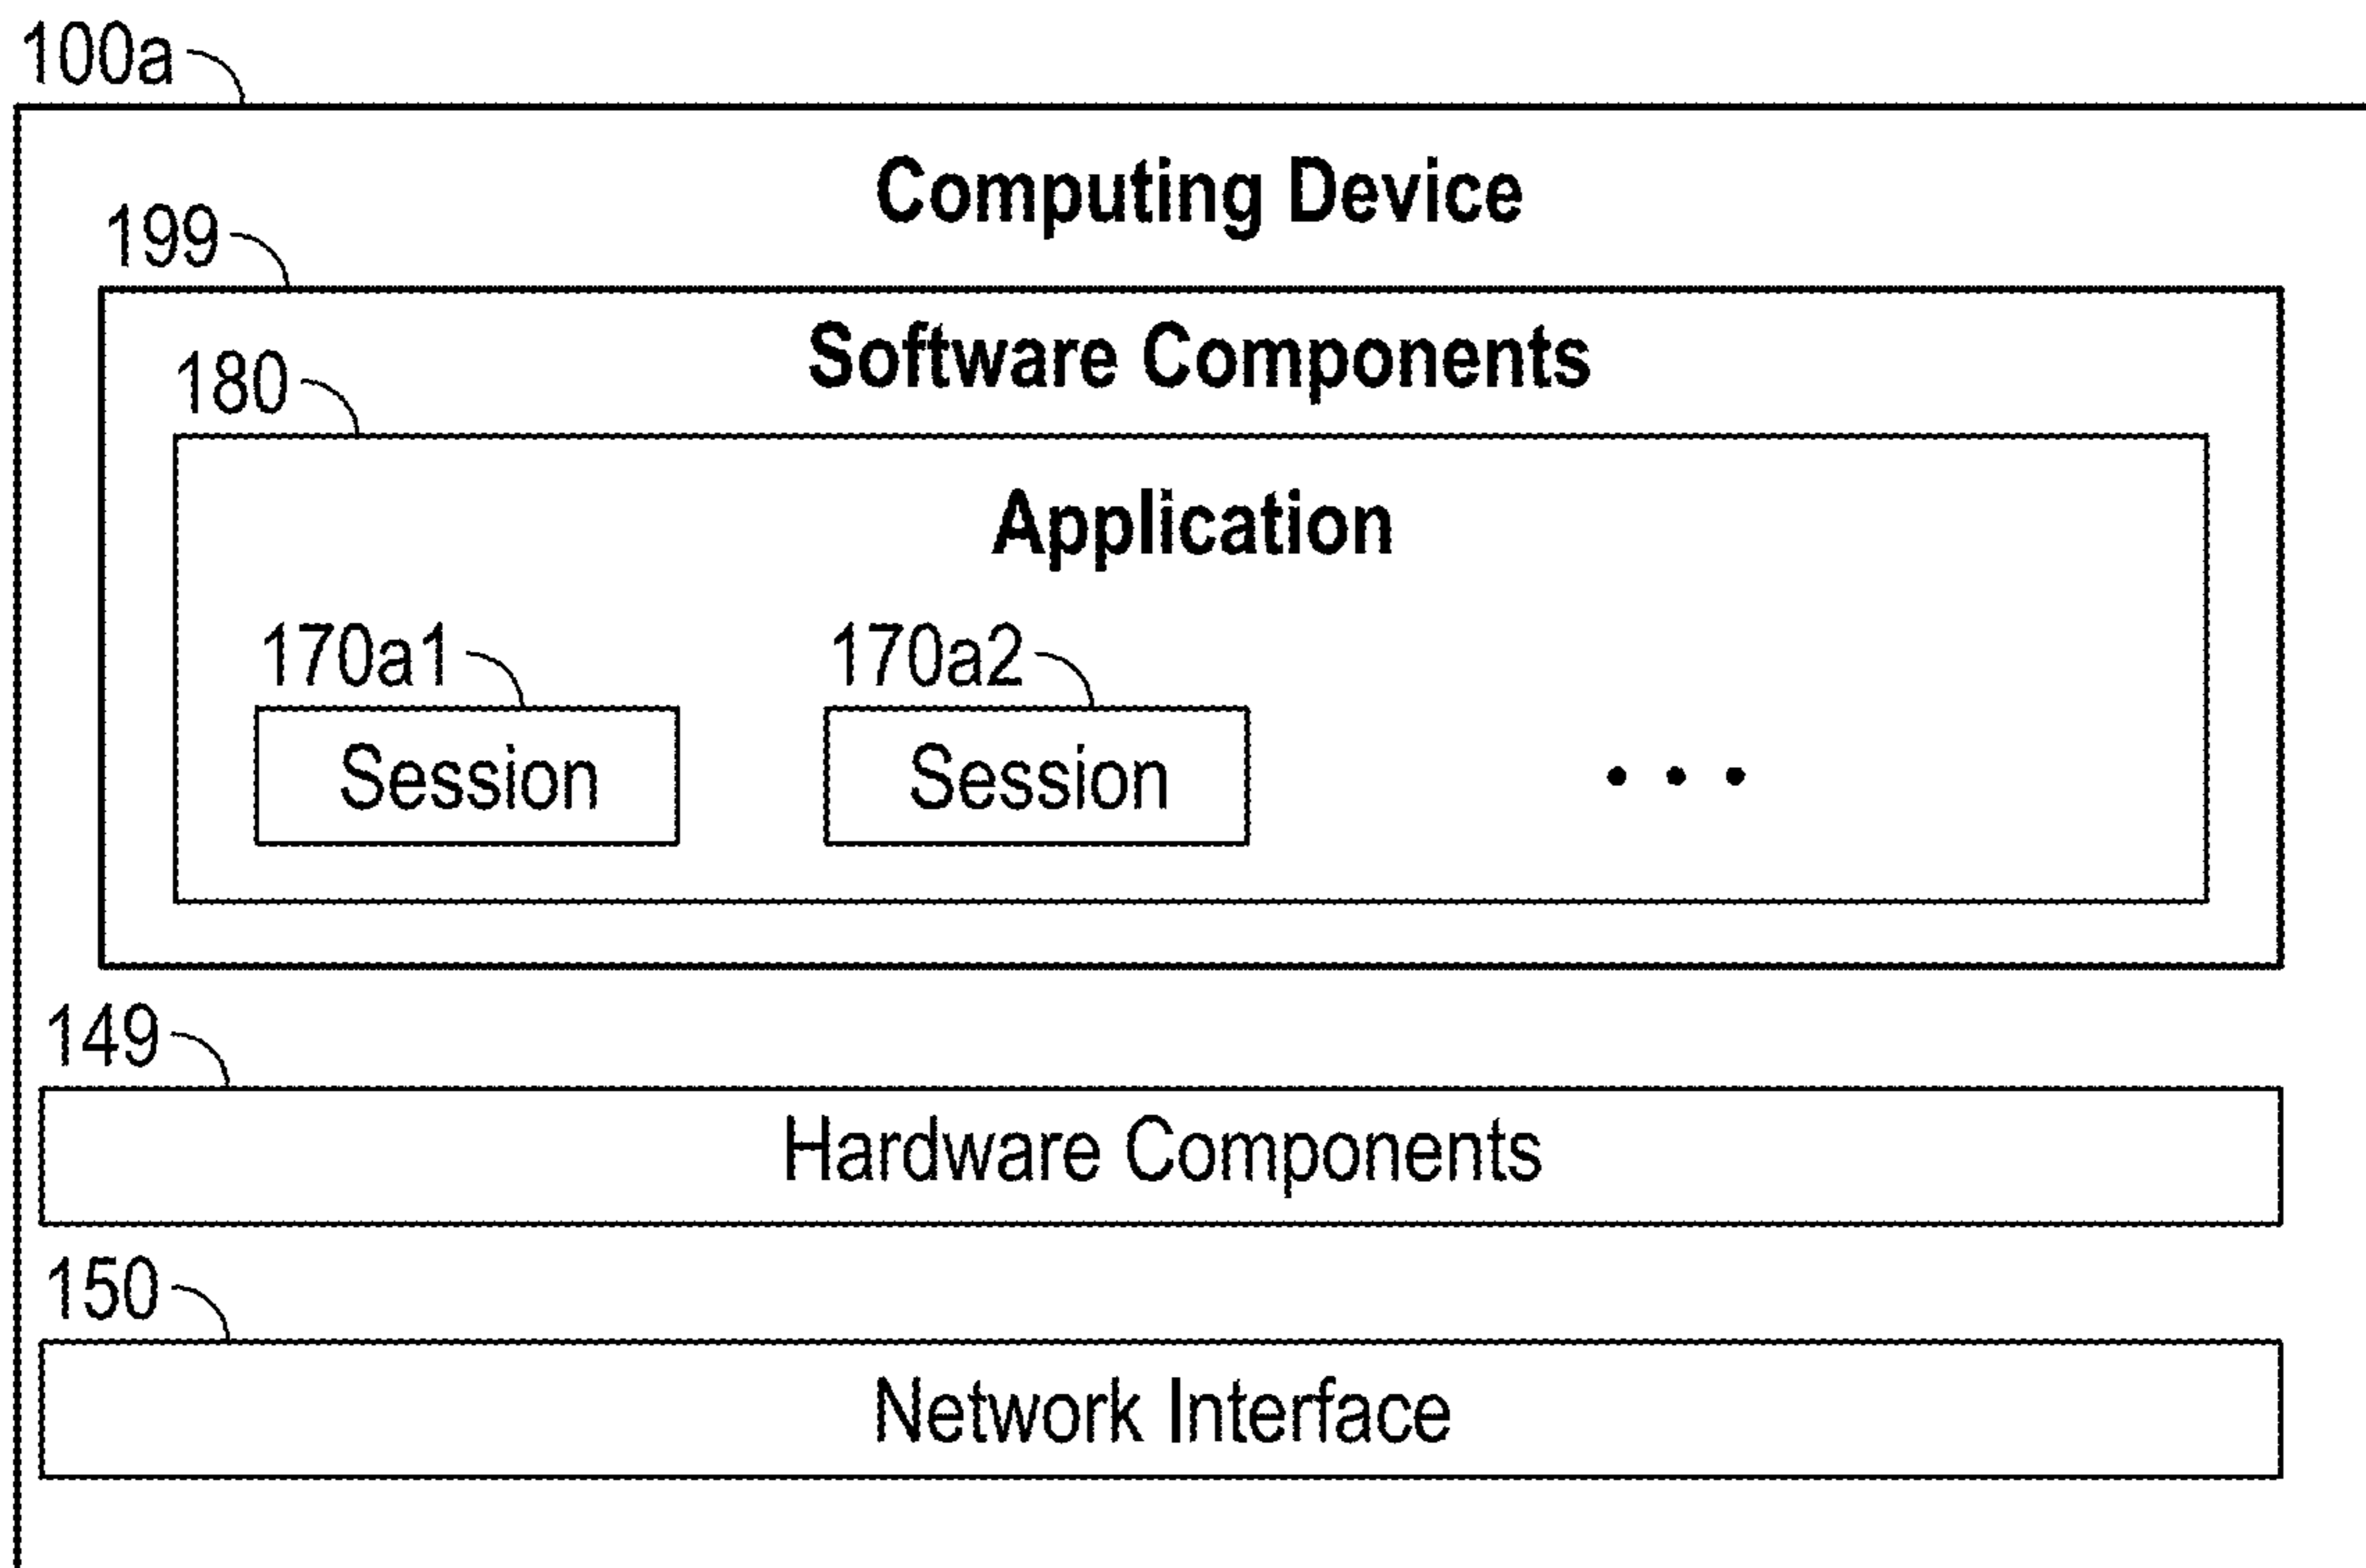 100a
Computing Device
199
Software Components
180
Application
170a1 170a2
Session Session
• • •
149
Hardware Components
150
Network Interface